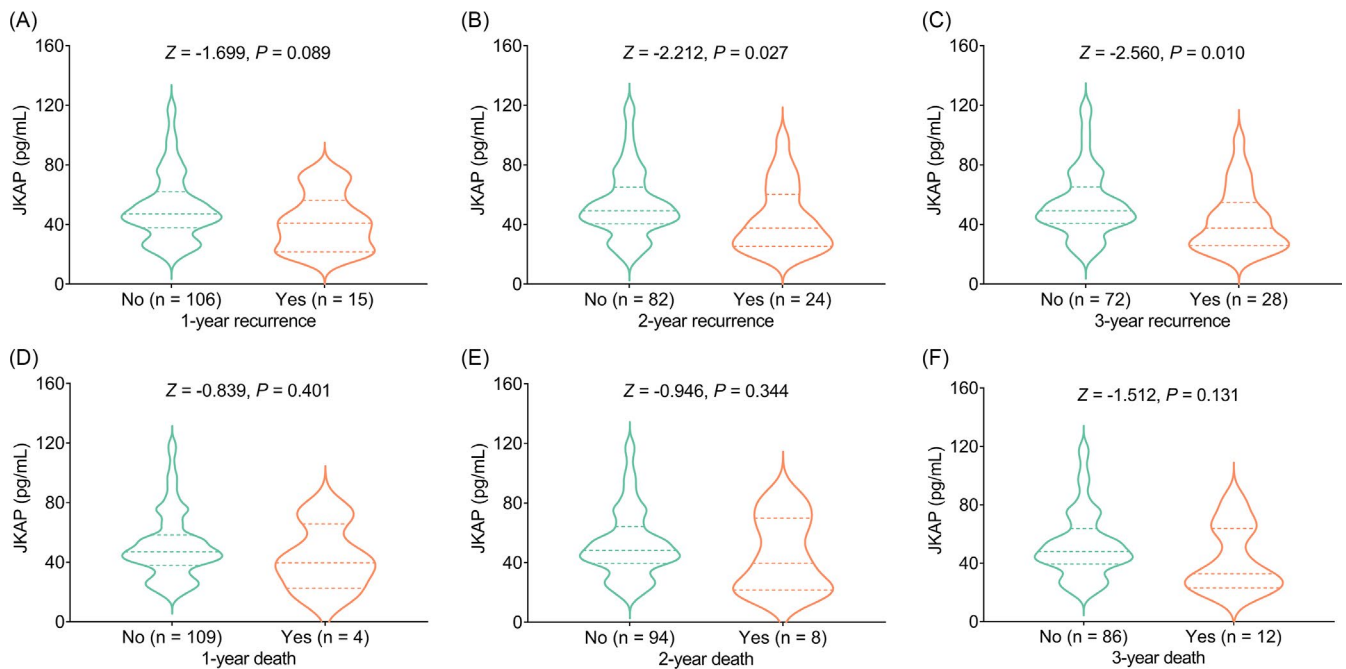 (A)
Z = -1.699, P = 0.089
160
120
80
40
0
JKAP (pg/mL)
No (n = 106) Yes (n = 15)
1-year recurrence
(B)
Z = -2.212, P = 0.027
160
120
80
40
0
JKAP (pg/mL)
No (n = 82) Yes (n = 24)
2-year recurrence
(C)
Z = -2.560, P = 0.010
160
120
80
40
0
JKAP (pg/mL)
No (n = 72) Yes (n = 28)
3-year recurrence
(D)
Z = -0.839, P = 0.401
160
120
80
40
0
JKAP (pg/mL)
No (n = 109) Yes (n = 4)
1-year death
(E)
Z = -0.946, P = 0.344
160
120
80
40
0
JKAP (pg/mL)
No (n = 94) Yes (n = 8)
2-year death
(F)
Z = -1.512, P = 0.131
160
120
80
40
0
JKAP (pg/mL)
No (n = 86) Yes (n = 12)
3-year death